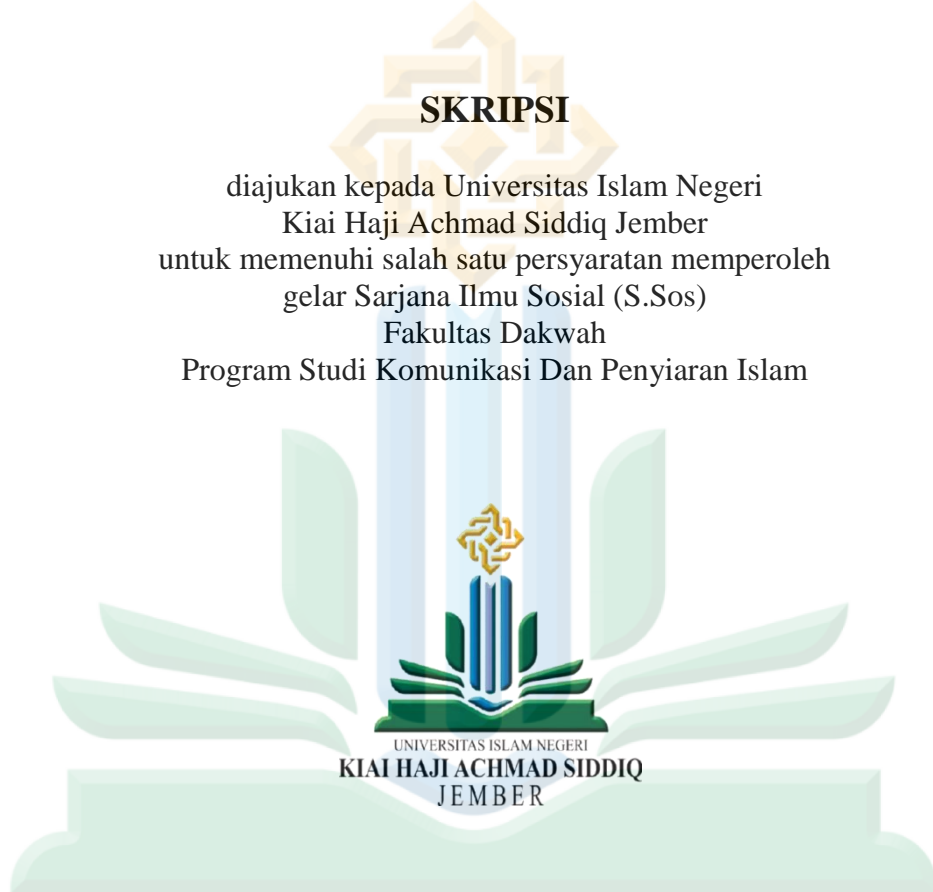 SKRIPSI
diajukan kepada Universitas Islam Negeri
Kiai Haji Achmad Siddiq Jember
untuk memenuhi salah satu persyaratan memperoleh
gelar Sarjana Ilmu Sosial (S.Sos)
Fakultas Dakwah
Program Studi Komunikasi Dan Penyiaran Islam
UNIVERSITAS ISLAM NEGERI
KIAI HAJI ACHMAD SIDDIQ
JEMBER